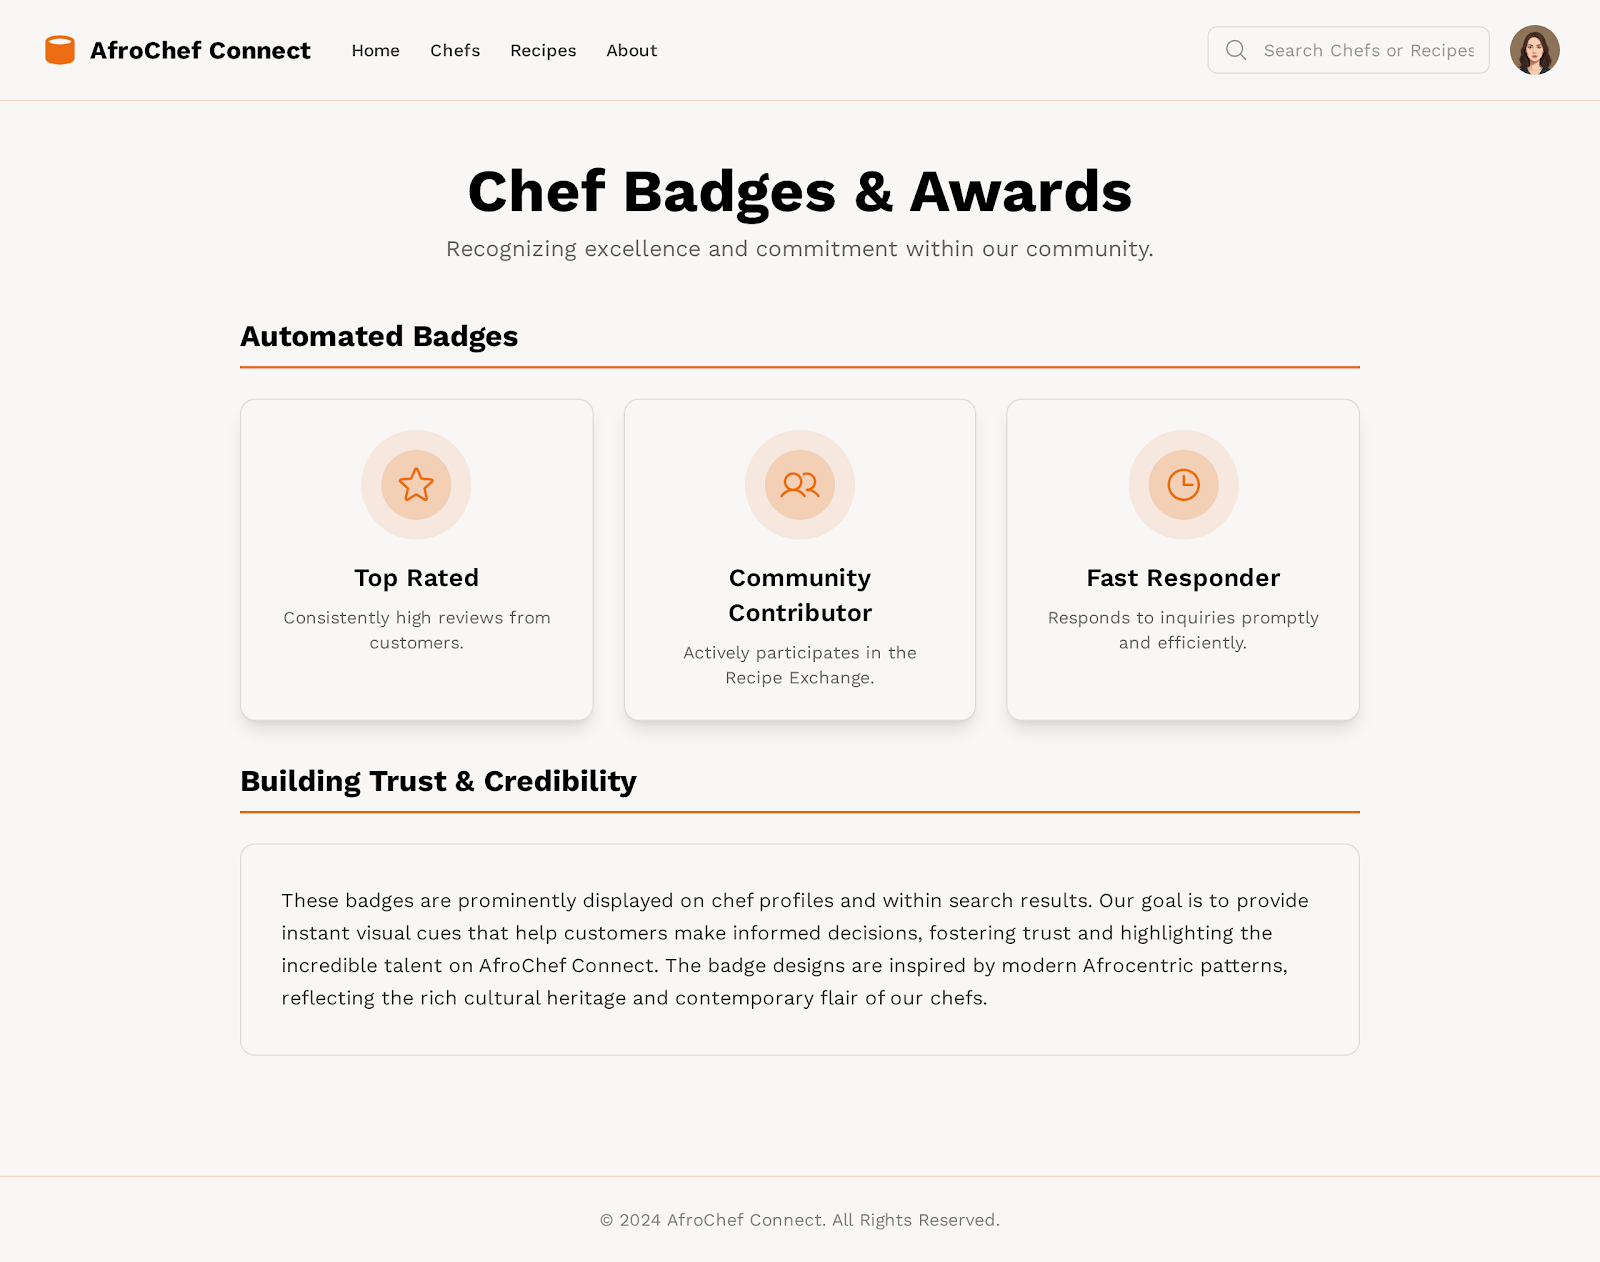 AfroChef Connect
Home
Chefs
Recipes
About
Search Chefs or Recipes
Chef Badges & Awards
Recognizing excellence and commitment within our community.
Automated Badges
Top Rated
Consistently high reviews from
customers.
Community
Contributor
Actively participates in the
Recipe Exchange.
Fast Responder
Responds to inquiries promptly
and efficiently.
Building Trust & Credibility
These badges are prominently displayed on chef profiles and within search results. Our goal is to provide
instant visual cues that help customers make informed decisions, fostering trust and highlighting the
incredible talent on AfroChef Connect. The badge designs are inspired by modern Afrocentric patterns,
reflecting the rich cultural heritage and contemporary flair of our chefs.
© 2024 AfroChef Connect. All Rights Reserved.